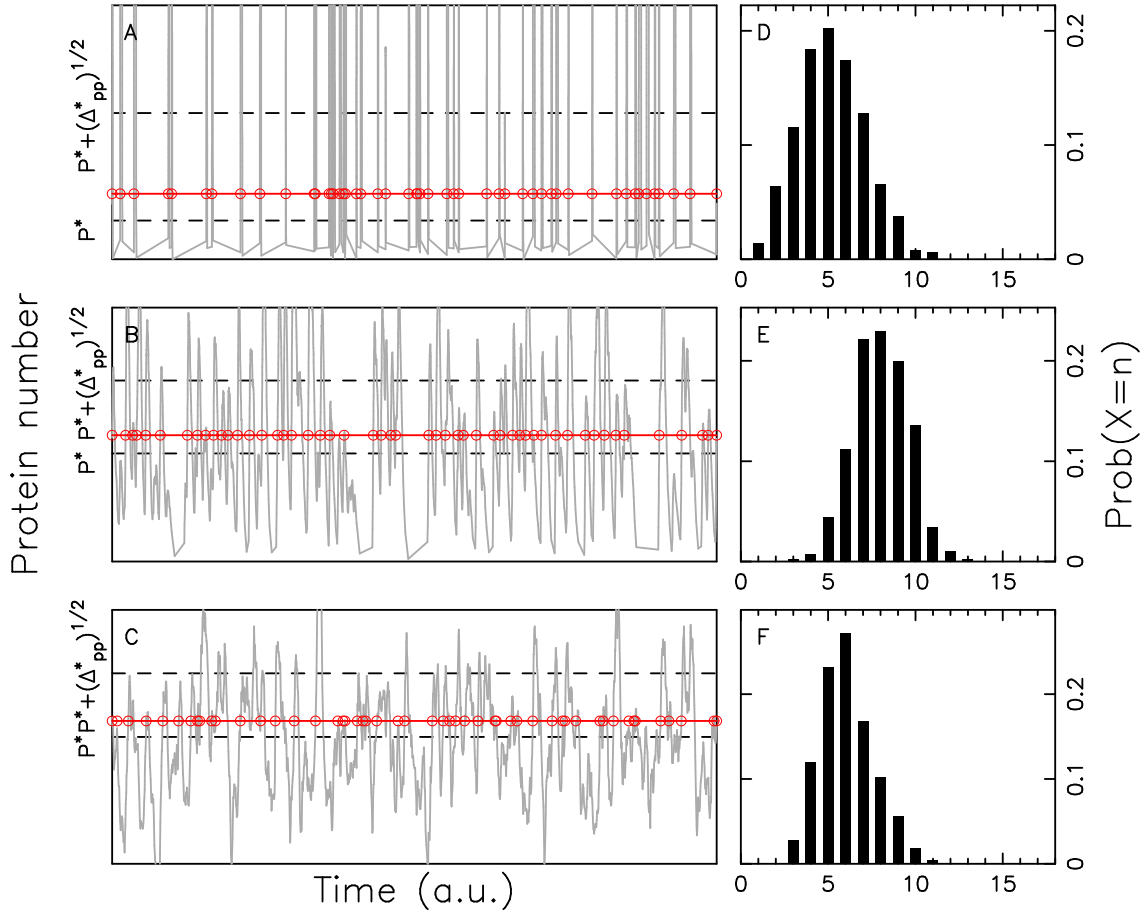 A
P* P*+(Δ*pp)1/2
D
0 0.1 0.2
0 5 10 15
B
P* P*+(Δ*pp)1/2
E
0 0.1 0.2
0 5 10 15
C
P* P*+(Δ*pp)1/2
F
0 0.1 0.2
0 5 10 15
Protein number
Time (a.u.)
Prob(X=n)